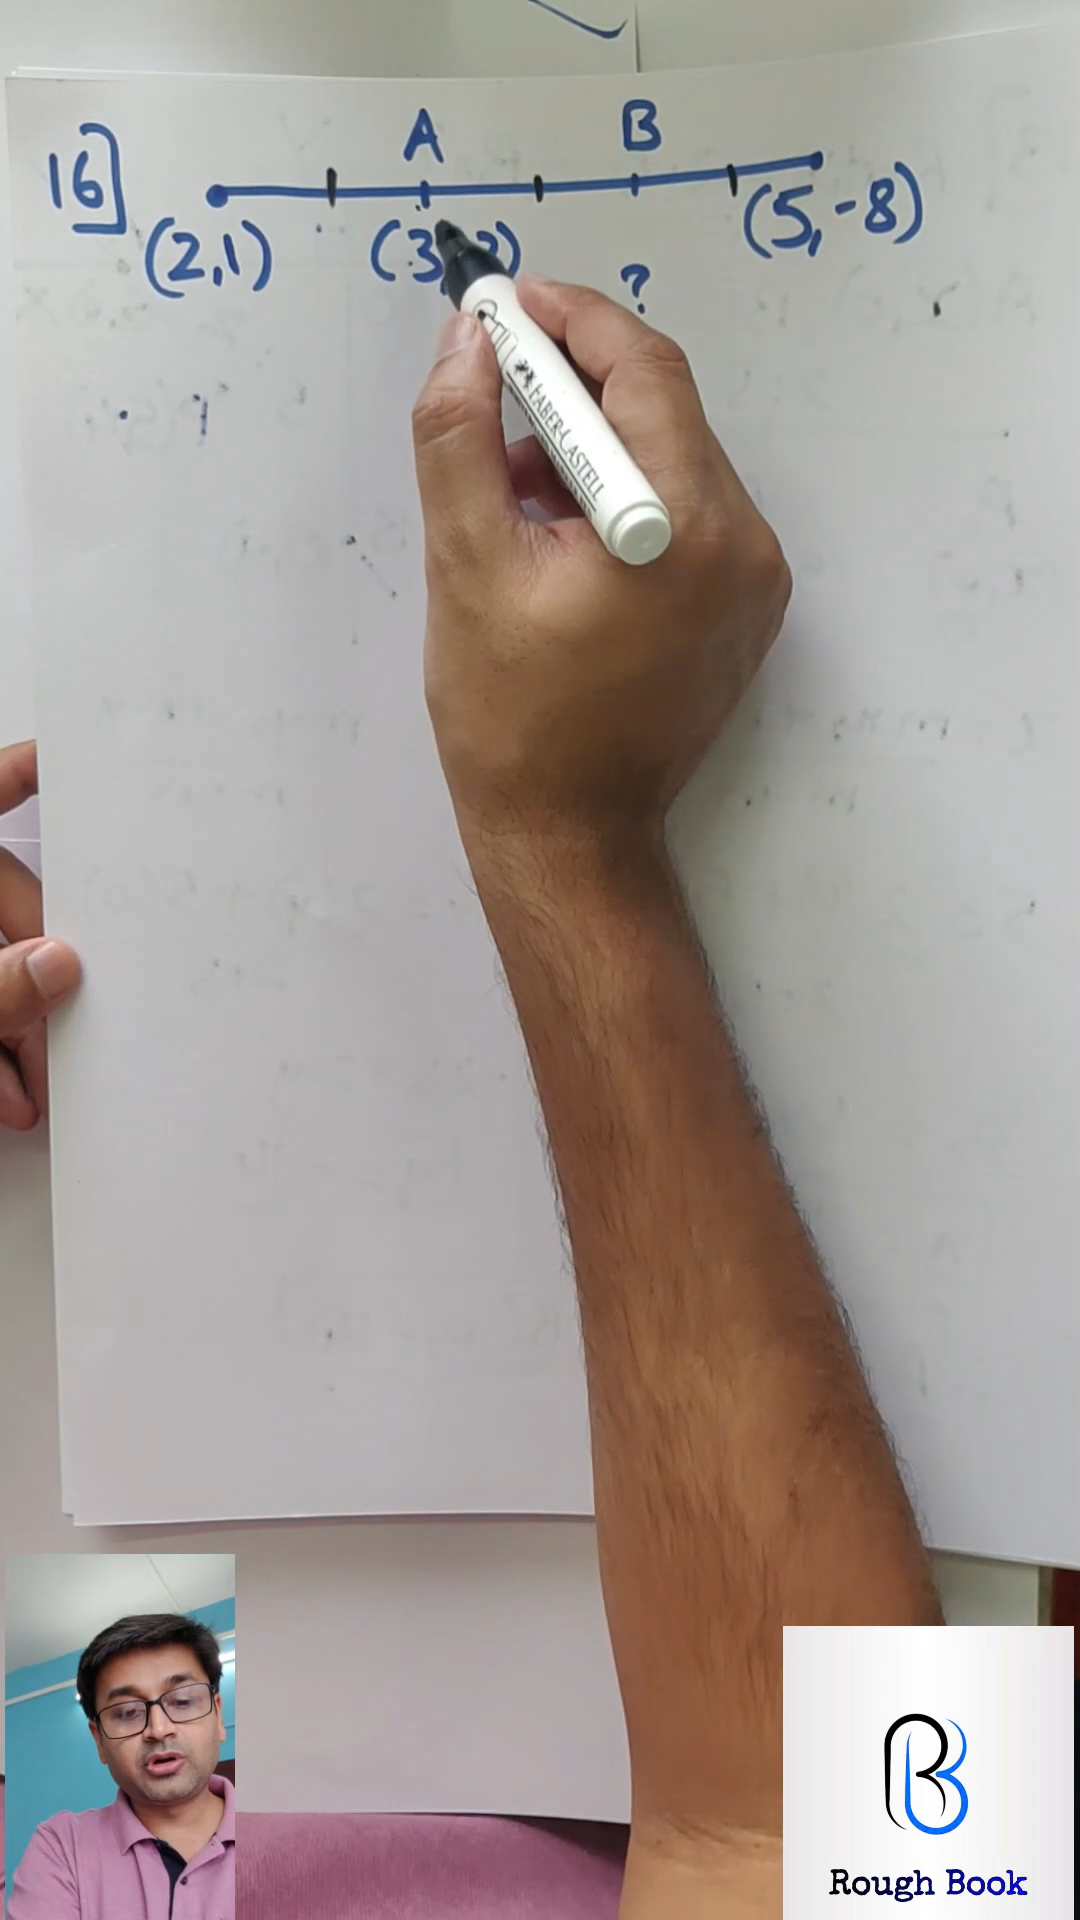 16]
A B
(2,1) (3, ) (5,-8)
?
FABER-CASTELL
Rough Book